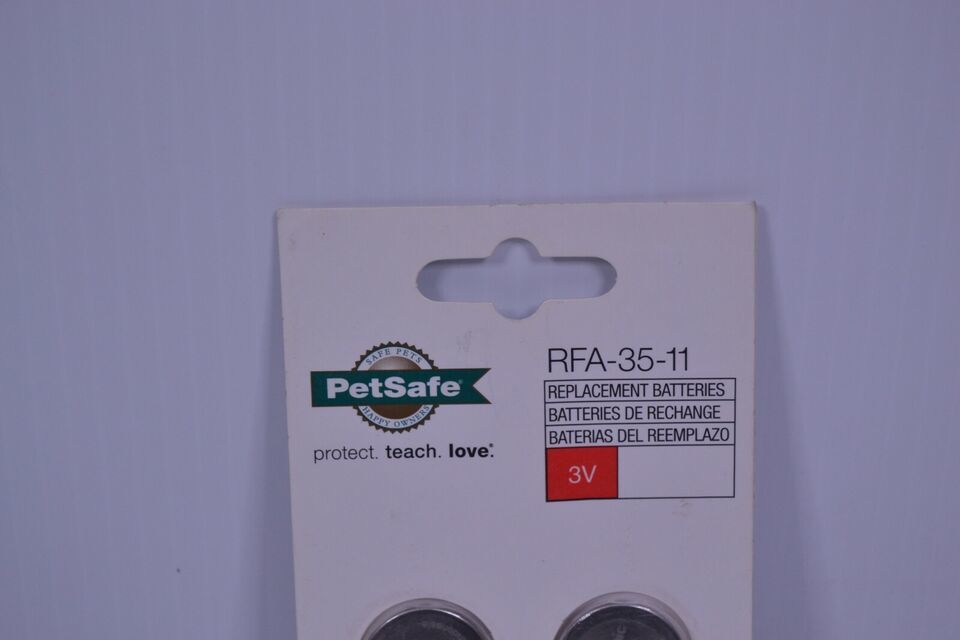 SAFE PETS
PetSafe®
HAPPY OWNERS
protect. teach. love.®
RFA-35-11
REPLACEMENT BATTERIES
BATTERIES DE RECHANGE
BATERIAS DEL REEMPLAZO
3V